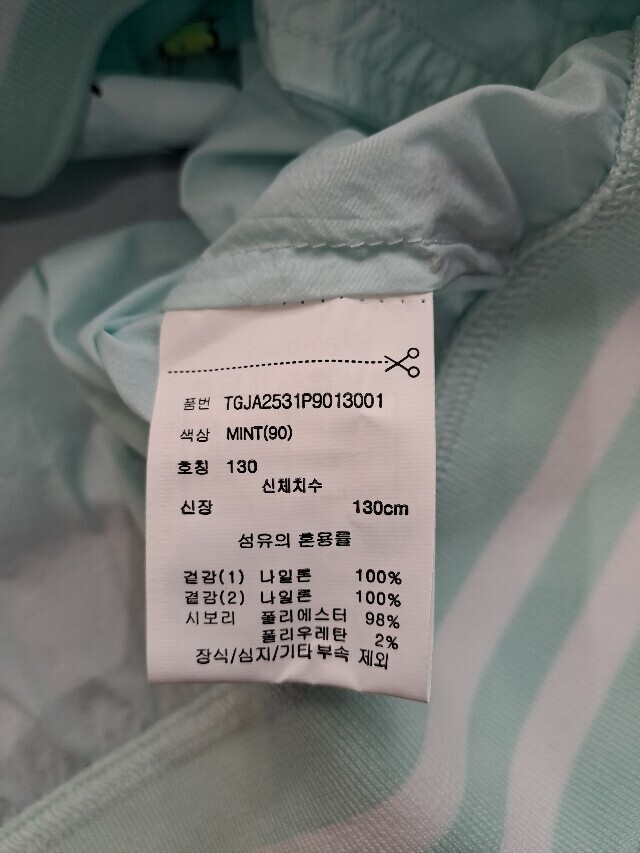 품번 TGJA2531P9013001
색상 MINT(90)
호칭 130
신체치수
신장 130cm
섬유의 혼용률
겉감(1) 나일론 100%
겉감(2) 나일론 100%
시보리 폴리에스터 98%
폴리우레탄 2%
장식/심지/기타부속 제외